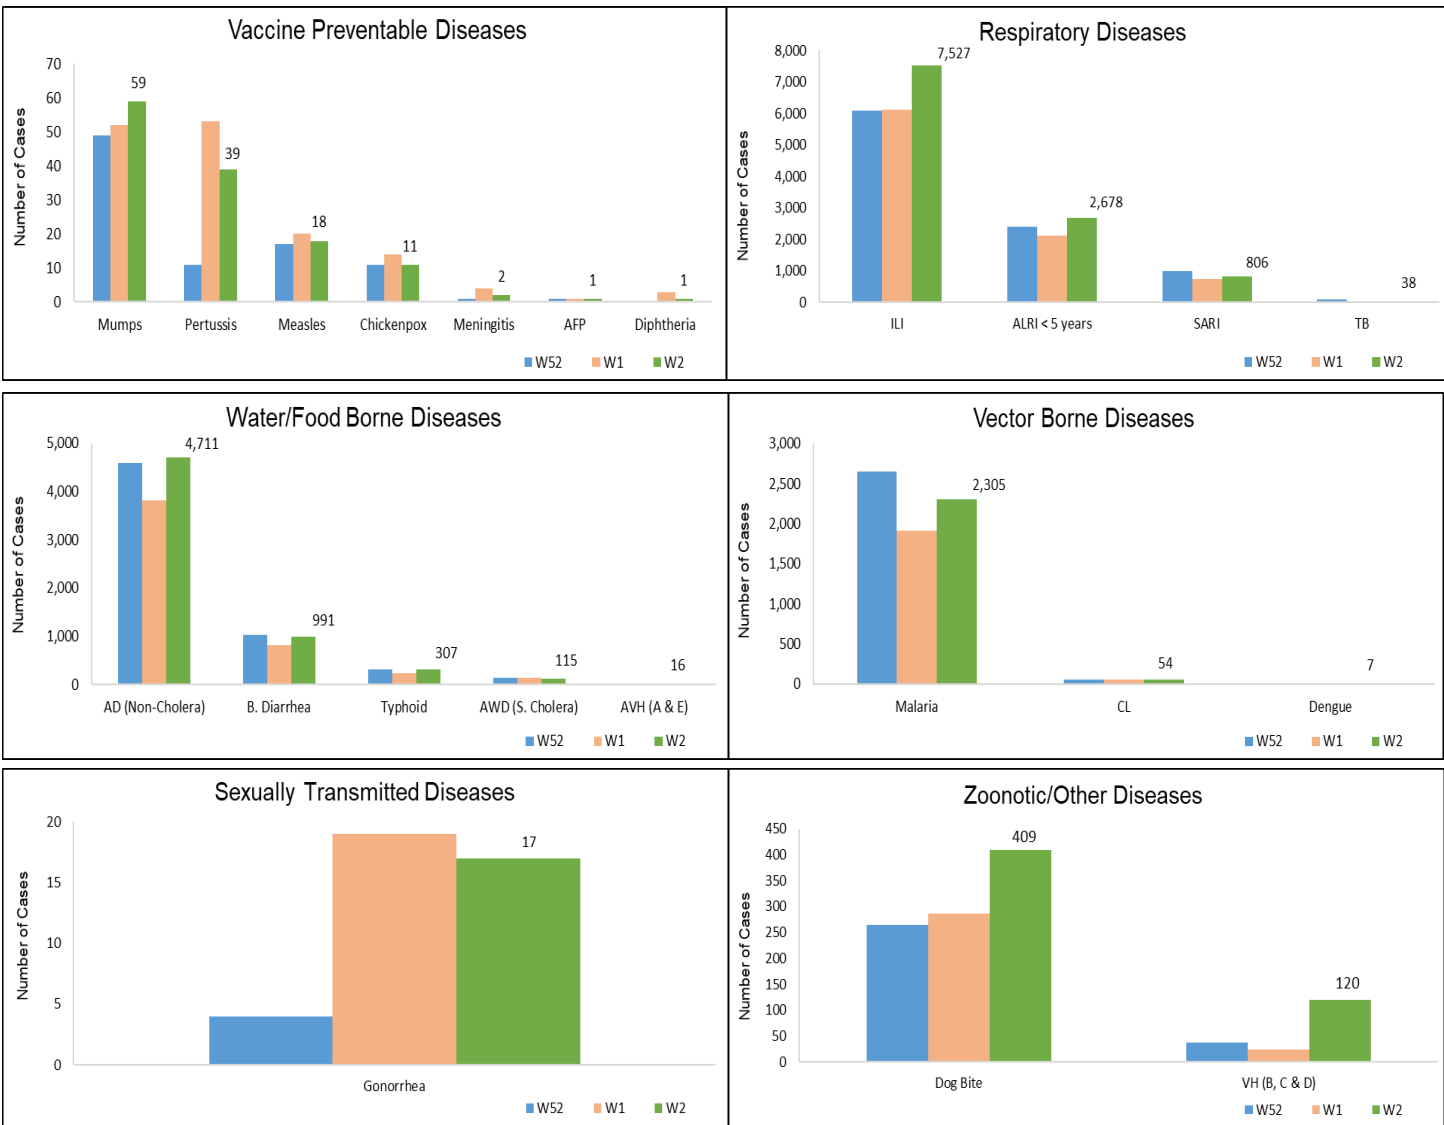 Vaccine Preventable Diseases
Number of Cases
70
60
50
40
30
20
10
0
59
39
18
11
2
1
1
Mumps Pertussis Measles Chickenpox Meningitis AFP Diphtheria
W52 W1 W2
Respiratory Diseases
Number of Cases
8,000
7,000
6,000
5,000
4,000
3,000
2,000
1,000
0
7,527
2,678
806
38
ILI ALRI < 5 years SARI TB
W52 W1 W2
Water/Food Borne Diseases
Number of Cases
5,000
4,000
3,000
2,000
1,000
0
4,711
991
307
115
16
AD (Non-Cholera) B. Diarrhea Typhoid AWD (S. Cholera) AVH (A & E)
W52 W1 W2
Vector Borne Diseases
Number of Cases
3,000
2,500
2,000
1,500
1,000
500
0
2,305
54
7
Malaria CL Dengue
W52 W1 W2
Sexually Transmitted Diseases
Number of Cases
20
15
10
5
0
17
Gonorrhea
W52 W1 W2
Zoonotic/Other Diseases
Number of Cases
450
400
350
300
250
200
150
100
50
0
409
120
Dog Bite VH (B, C & D)
W52 W1 W2